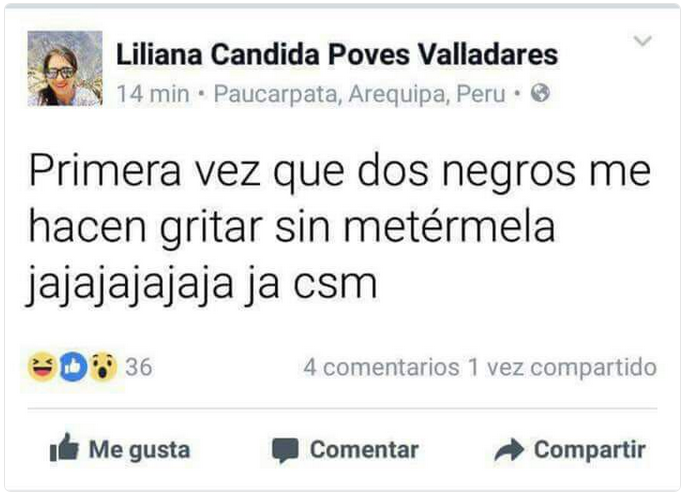 Liliana Candida Poves Valladares
14 min • Paucarpata, Arequipa, Peru •
Primera vez que dos negros me
hacen gritar sin metérmela
jajajajajaja ja csm
36 4 comentarios 1 vez compartido
Me gusta Comentar Compartir